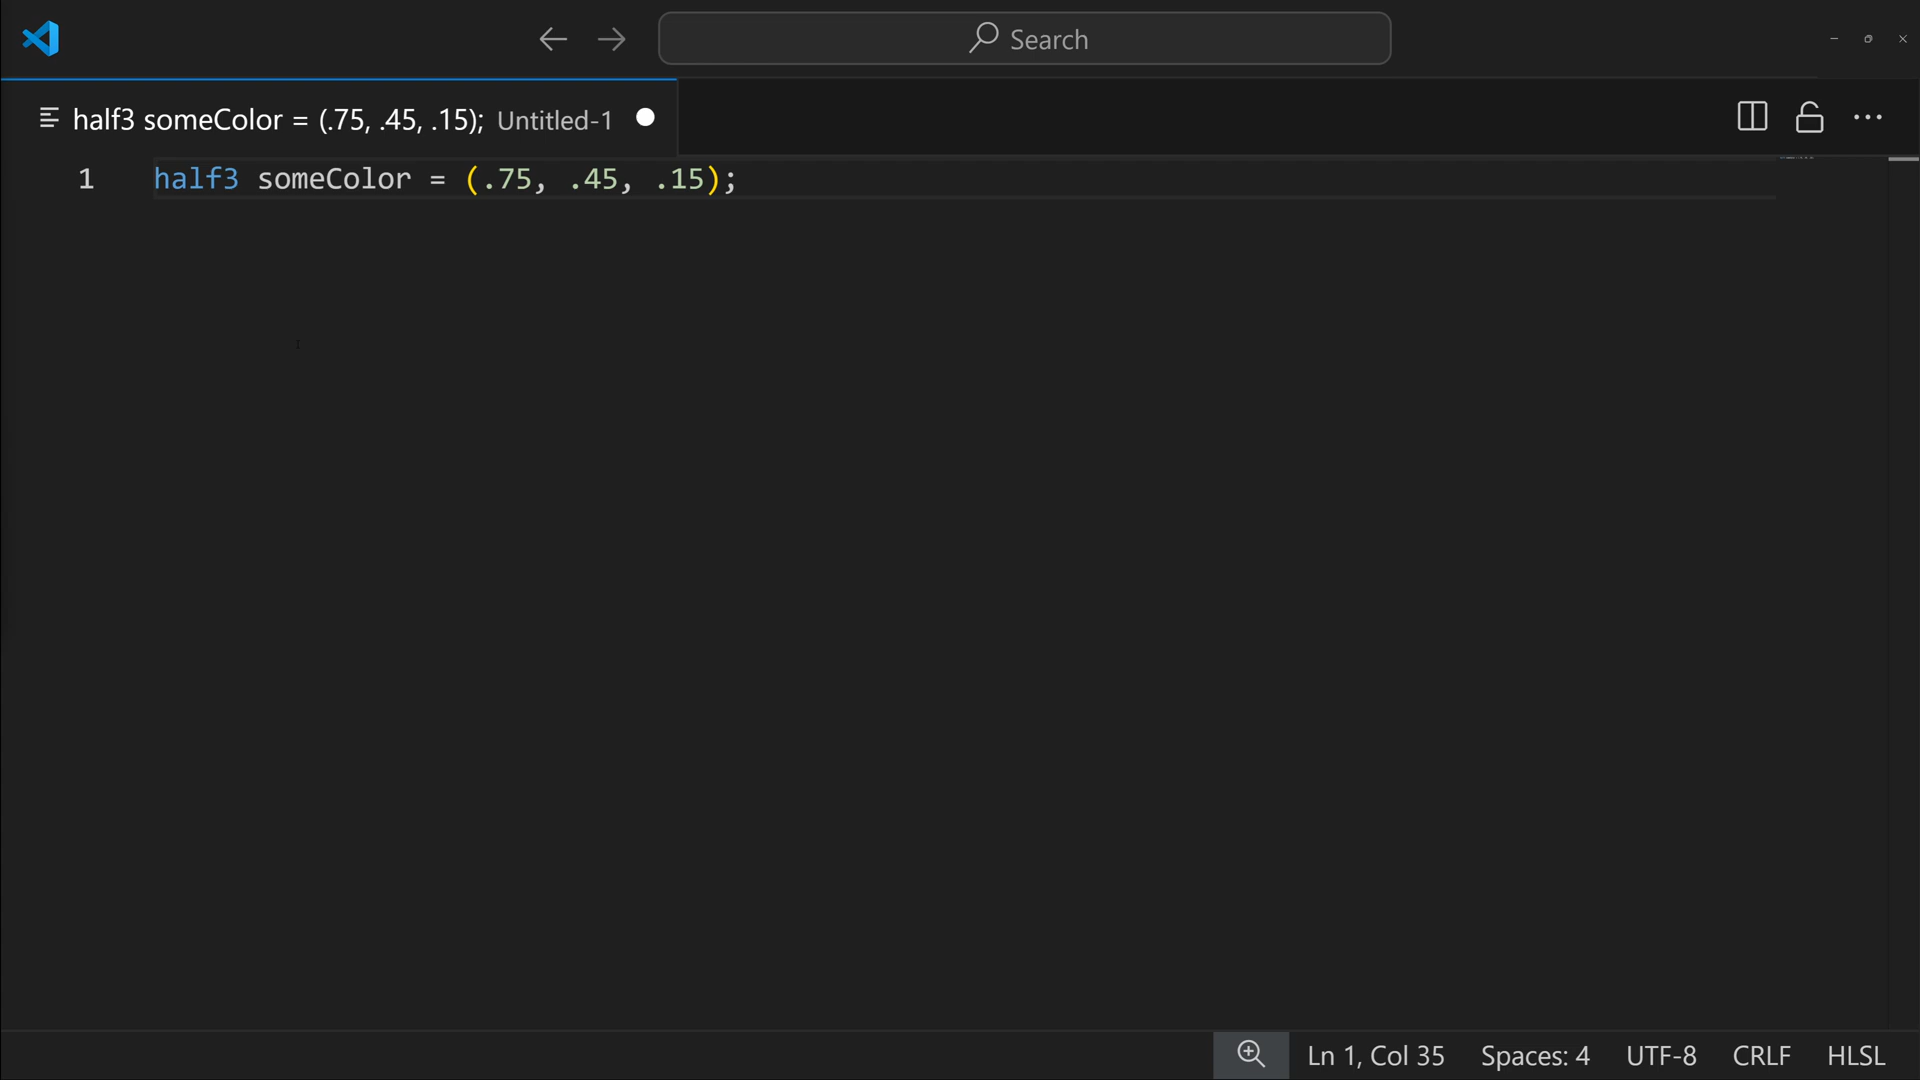 Search
half3 someColor = (.75, .45, .15); Untitled-1
1 half3 someColor = (.75, .45, .15);
Ln 1, Col 35 Spaces: 4 UTF-8 CRLF HLSL